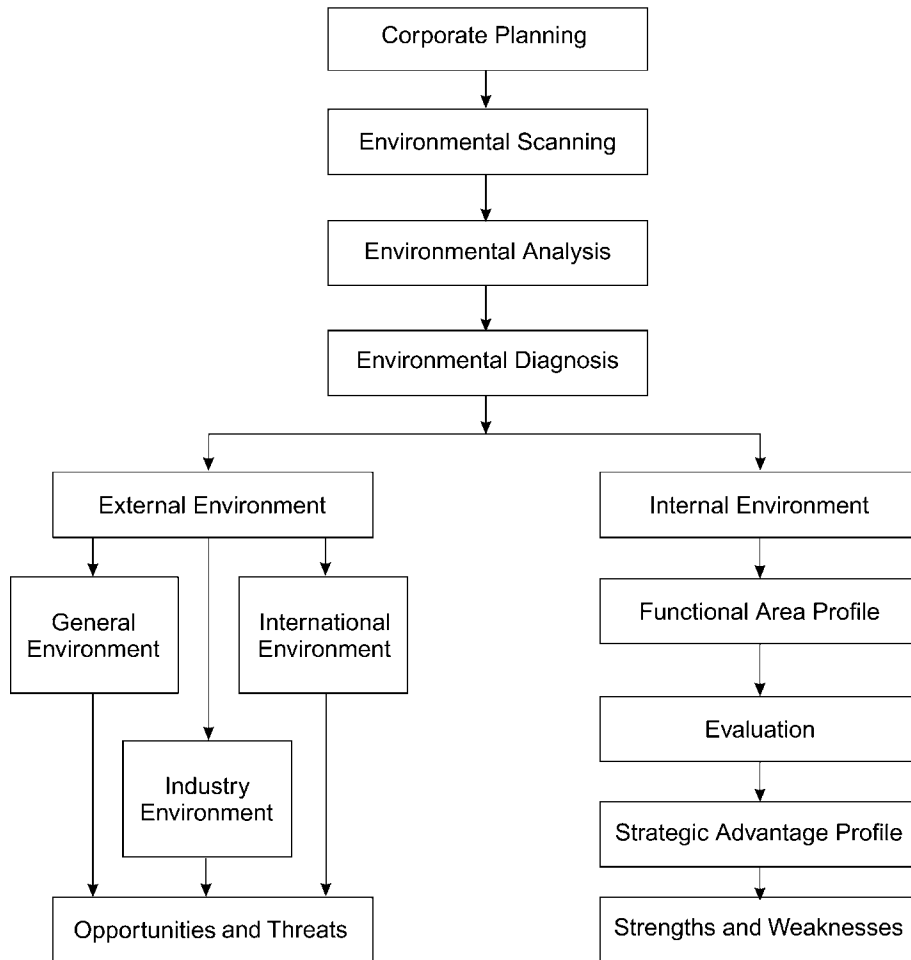 Corporate Planning
Environmental Scanning
Environmental Analysis
Environmental Diagnosis
External Environment
Internal Environment
General
Environment
International
Environment
Functional Area Profile
Evaluation
Industry
Environment
Strategic Advantage Profile
Opportunities and Threats
Strengths and Weaknesses